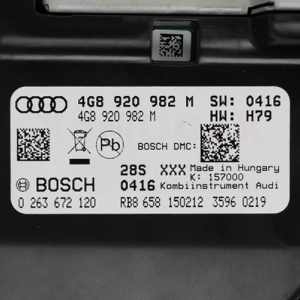 4G8 920 982 M SW: 0416
4G8 920 982 M HW: H79
Pb BOSCH DMC:
28S XXX Made in Hungary
K: 157000
BOSCH 0416 Kombiinstrument Audi
0 263 672 120 RB8 658 150212 3596 0219